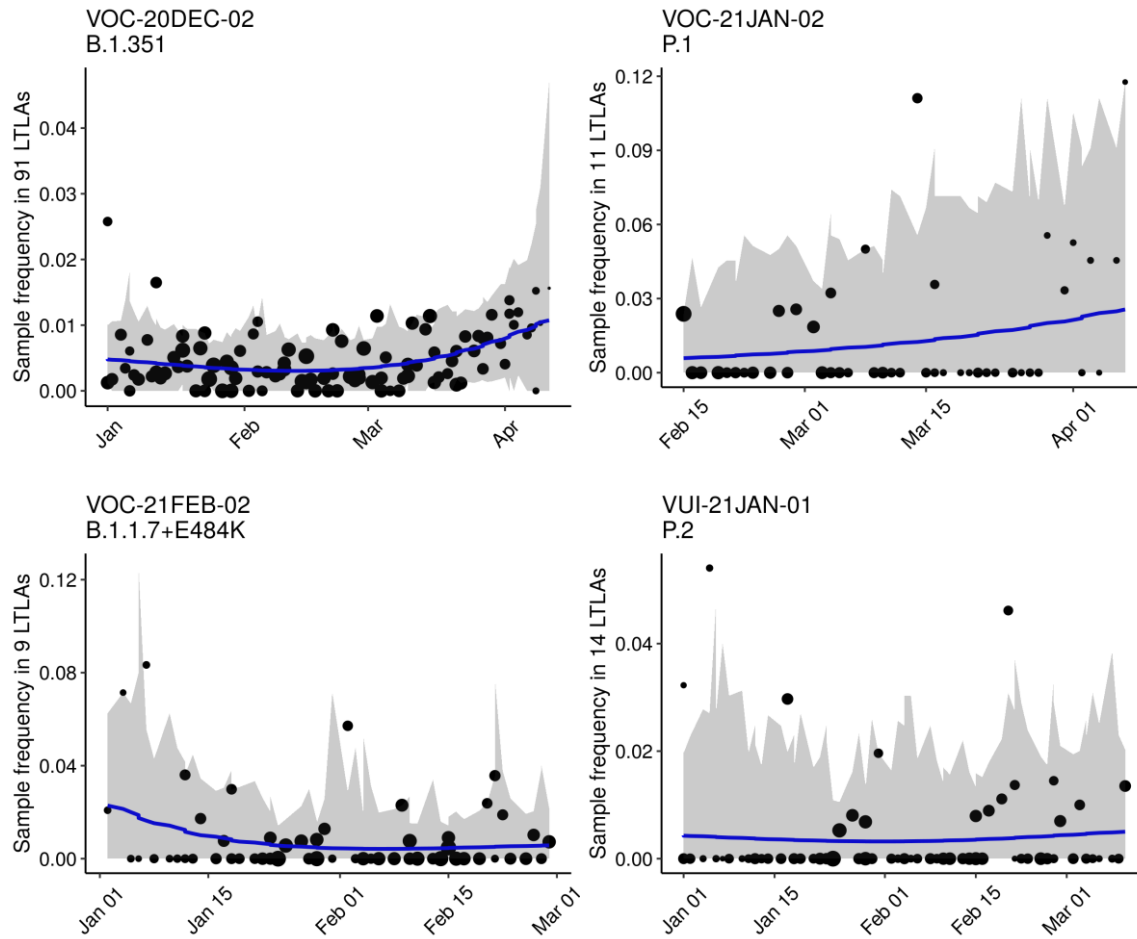 VOC-20DEC-02
B.1.351
Sample frequency in 91 LTLAs
0.04
0.03
0.02
0.01
0.00
Jan
Feb
Mar
Apr
VOC-21JAN-02
P.1
Sample frequency in 11 LTLAs
0.12
0.09
0.06
0.03
0.00
Feb 15
Mar 01
Mar 15
Apr 01
VOC-21FEB-02
B.1.1.7+E484K
Sample frequency in 9 LTLAs
0.12
0.08
0.04
0.00
Jan 01
Jan 15
Feb 01
Feb 15
Mar 01
VUI-21JAN-01
P.2
Sample frequency in 14 LTLAs
0.04
0.02
0.00
Jan 01
Jan 15
Feb 01
Feb 15
Mar 01